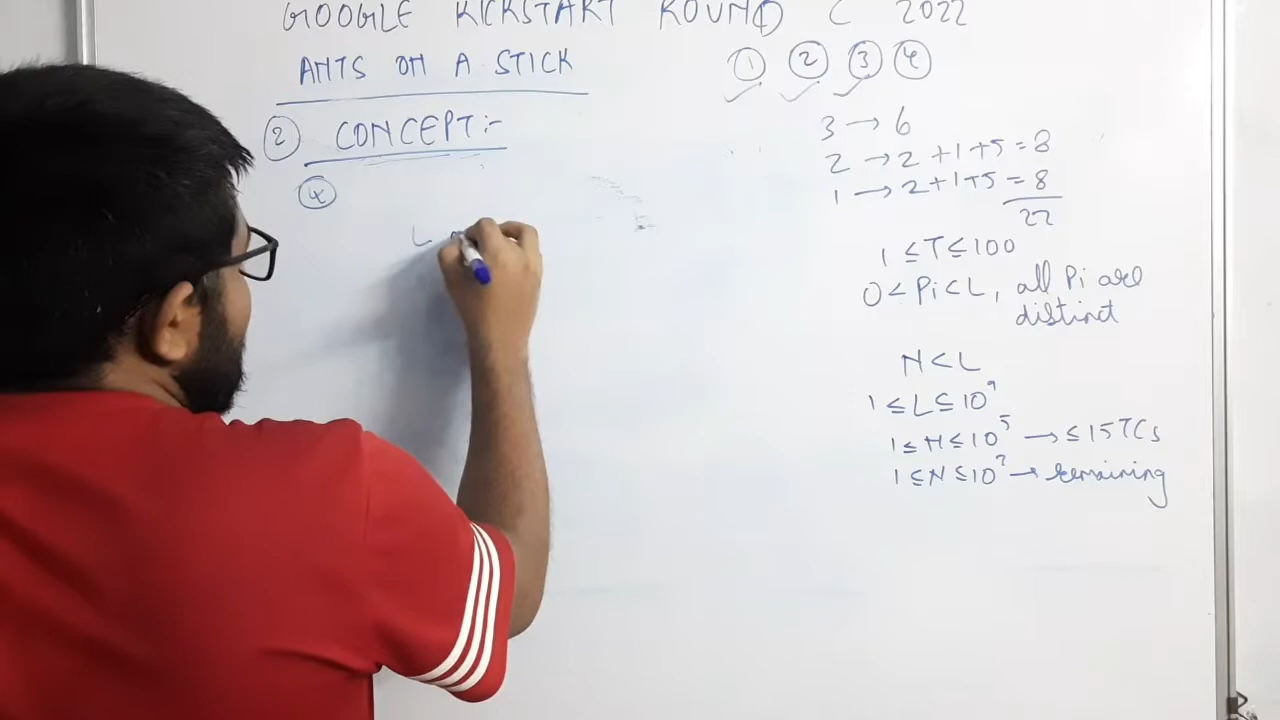 GOOGLE KICKSTART ROUND C 2022
ANTS ON A STICK
1 2 3 4
2 CONCEPT:-
4
L
3 → 6
2 → 2 + 1 + 5 = 8
1 → 2 + 1 + 5 = 8
22
1 ≤ T ≤ 100
0 < Pi < L, all Pi are
distinct
N < L
1 ≤ L ≤ 10⁹
1 ≤ N ≤ 10⁵ → ≤ 15 TCs
1 ≤ N ≤ 10² → remaining